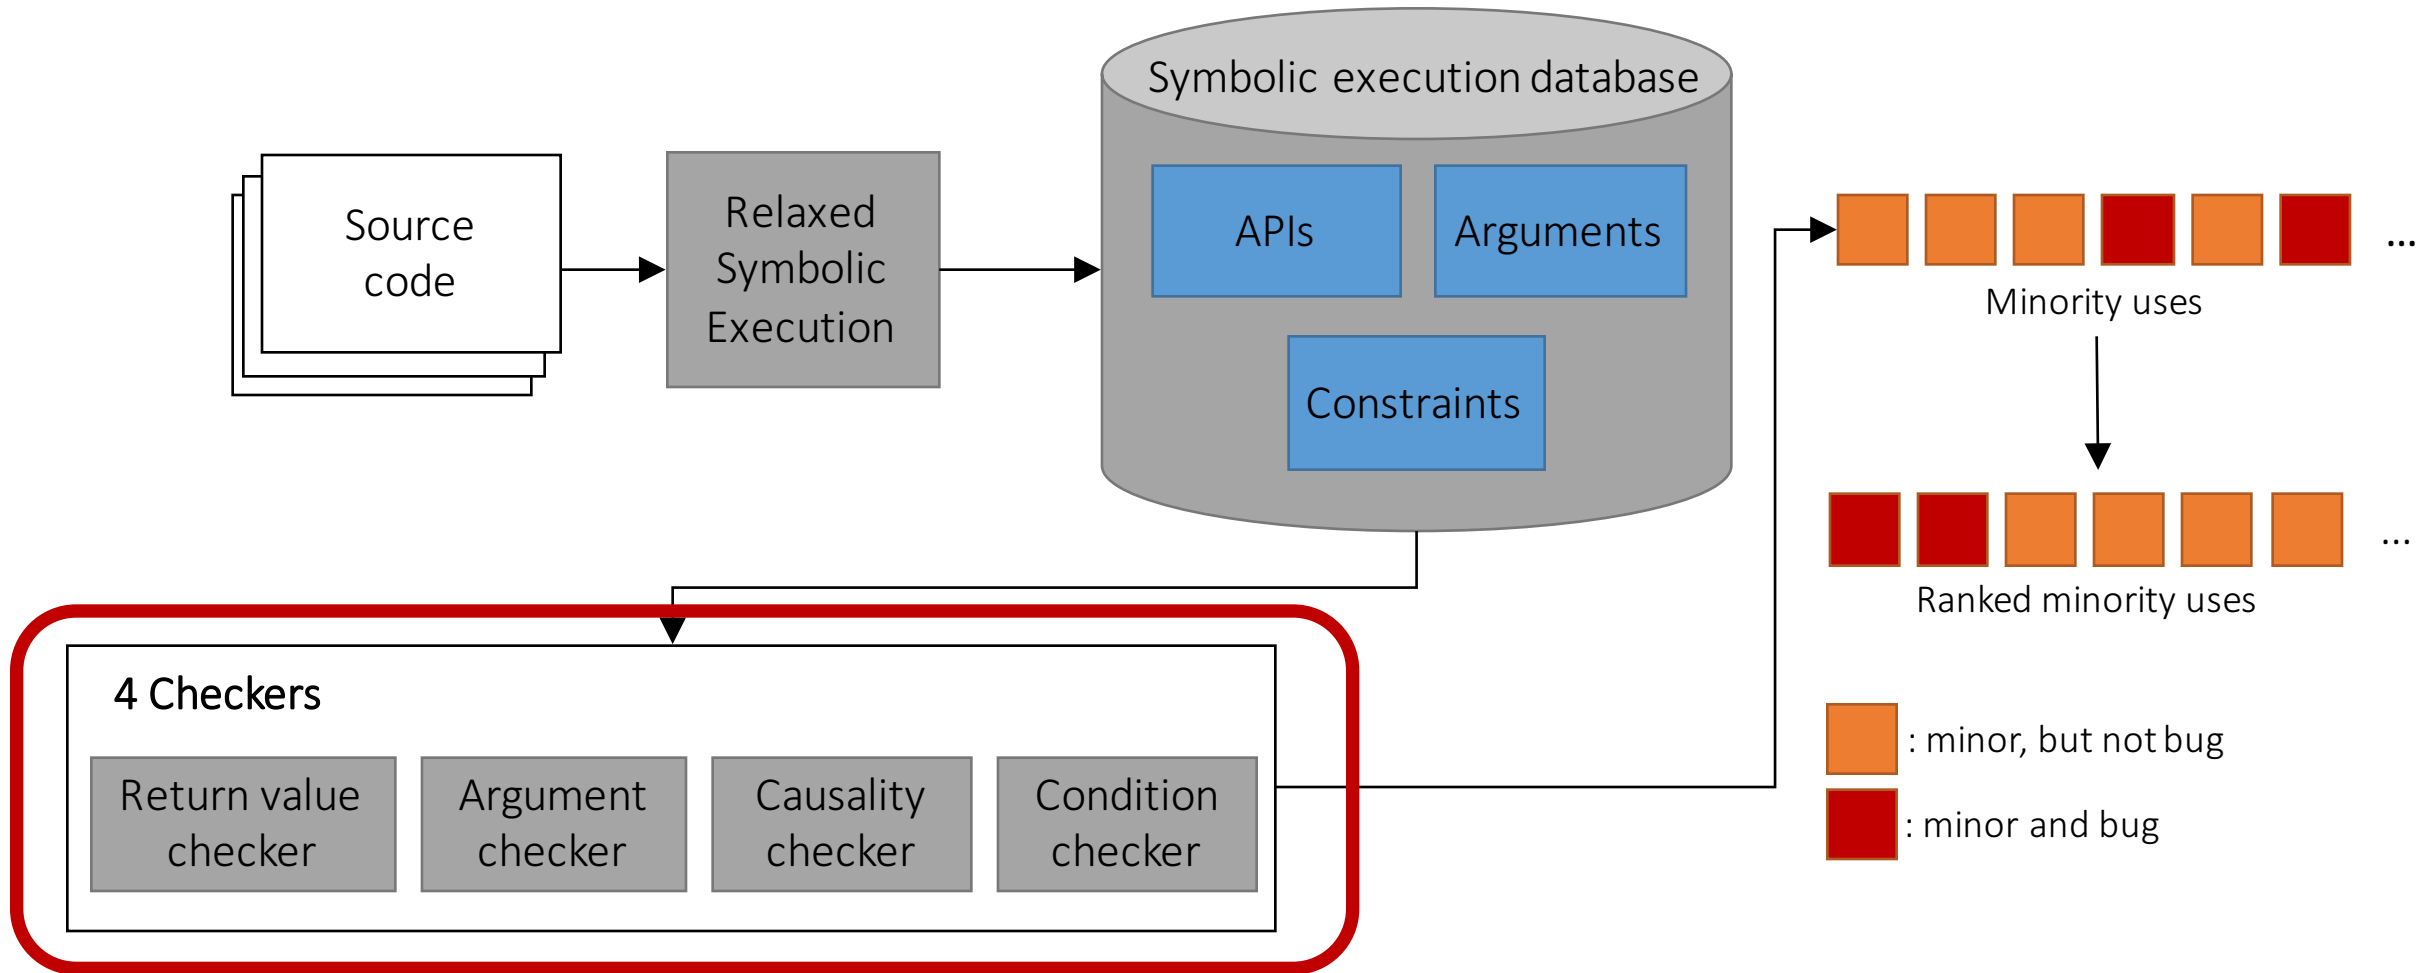 Symbolic execution database
Source
code
Relaxed
Symbolic
Execution
APIs
Arguments
Constraints
...
Minority uses
...
Ranked minority uses
4 Checkers
Return value
checker
Argument
checker
Causality
checker
Condition
checker
: minor, but not bug
: minor and bug